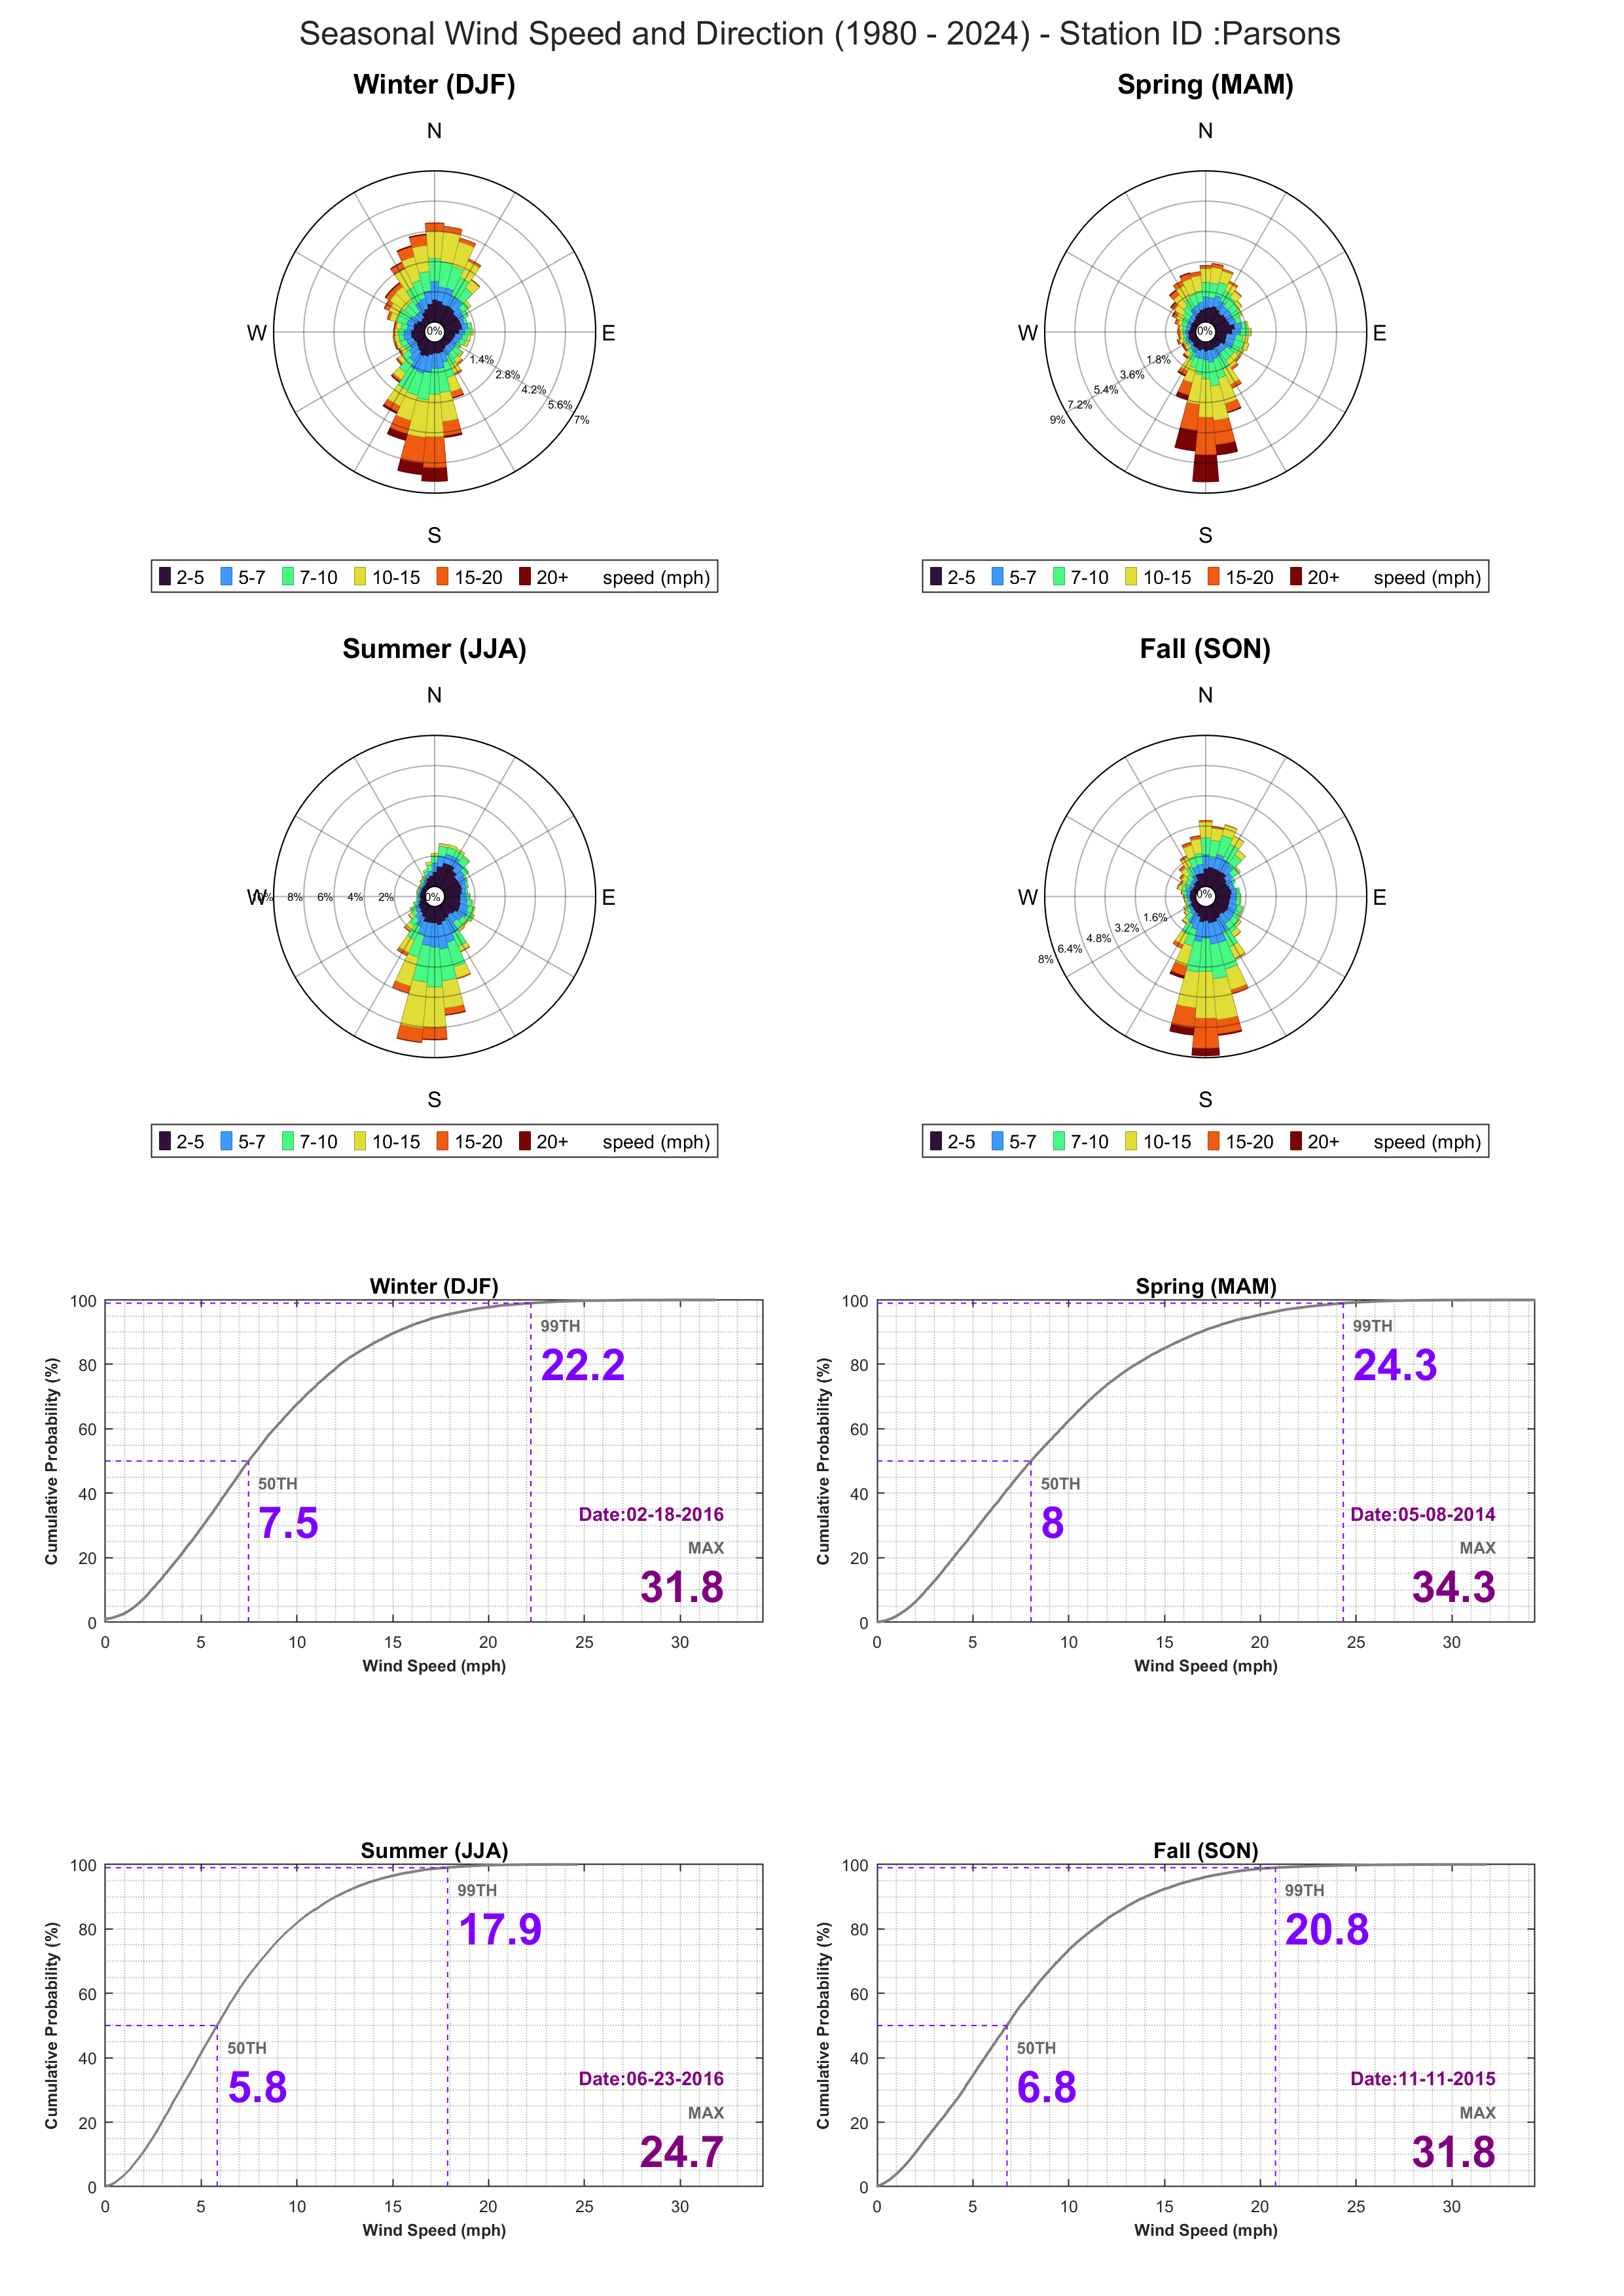 Seasonal Wind Speed and Direction (1980 - 2024) - Station ID :Parsons
Winter (DJF)
N
W
E
S
0%
1.4%
2.8%
4.2%
5.6%
7%
2-5 5-7 7-10 10-15 15-20 20+ speed (mph)
Spring (MAM)
N
W
E
S
0%
1.8%
3.6%
5.4%
7.2%
9%
2-5 5-7 7-10 10-15 15-20 20+ speed (mph)
Summer (JJA)
N
W
E
S
10% 8% 6% 4% 2% 0%
2-5 5-7 7-10 10-15 15-20 20+ speed (mph)
Fall (SON)
N
W
E
S
0%
1.6%
3.2%
4.8%
6.4%
8%
2-5 5-7 7-10 10-15 15-20 20+ speed (mph)
Winter (DJF)
Cumulative Probability (%)
100
80
60
40
20
0
99TH
22.2
50TH
7.5
Date:02-18-2016
MAX
31.8
0 5 10 15 20 25 30
Wind Speed (mph)
Spring (MAM)
Cumulative Probability (%)
100
80
60
40
20
0
99TH
24.3
50TH
8
Date:05-08-2014
MAX
34.3
0 5 10 15 20 25 30
Wind Speed (mph)
Summer (JJA)
Cumulative Probability (%)
100
80
60
40
20
0
99TH
17.9
50TH
5.8
Date:06-23-2016
MAX
24.7
0 5 10 15 20 25 30
Wind Speed (mph)
Fall (SON)
Cumulative Probability (%)
100
80
60
40
20
0
99TH
20.8
50TH
6.8
Date:11-11-2015
MAX
31.8
0 5 10 15 20 25 30
Wind Speed (mph)